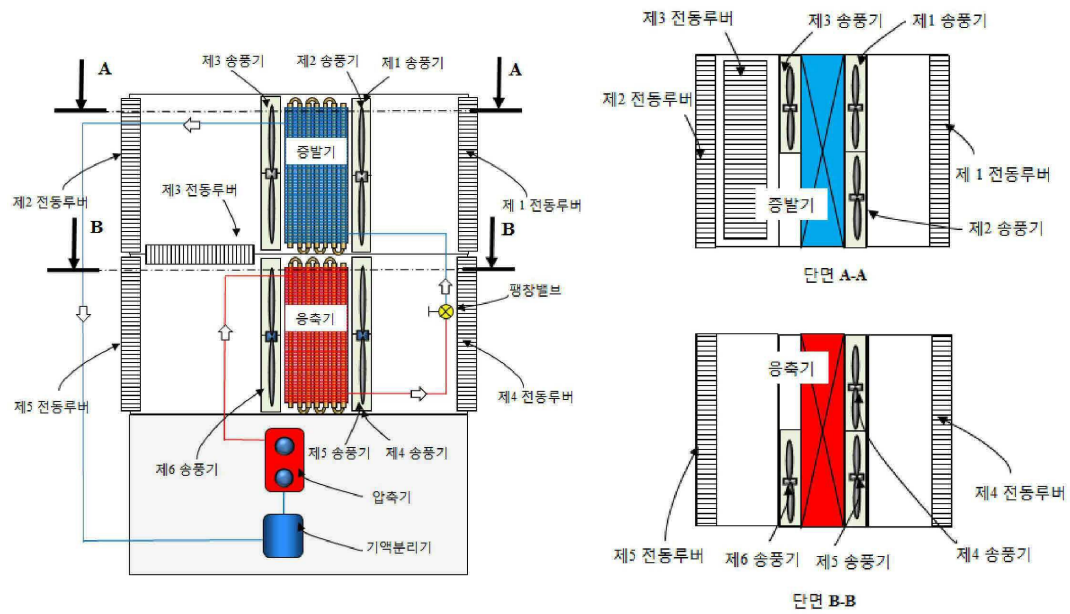 제3 송풍기
제2 송풍기
제1 송풍기
A
A
증발기
제2 전동루버
제3 전동루버
제 1 전동루버
B
B
팽창밸브
응축기
제5 전동루버
제4 전동루버
제6 송풍기
제5 송풍기
제4 송풍기
압축기
기액분리기
제3 전동루버
제3 송풍기
제1 송풍기
제2 전동루버
제 1 전동루버
증발기
제2 송풍기
단면 A-A
응축기
제4 전동루버
제5 전동루버
제6 송풍기
제5 송풍기
제4 송풍기
단면 B-B